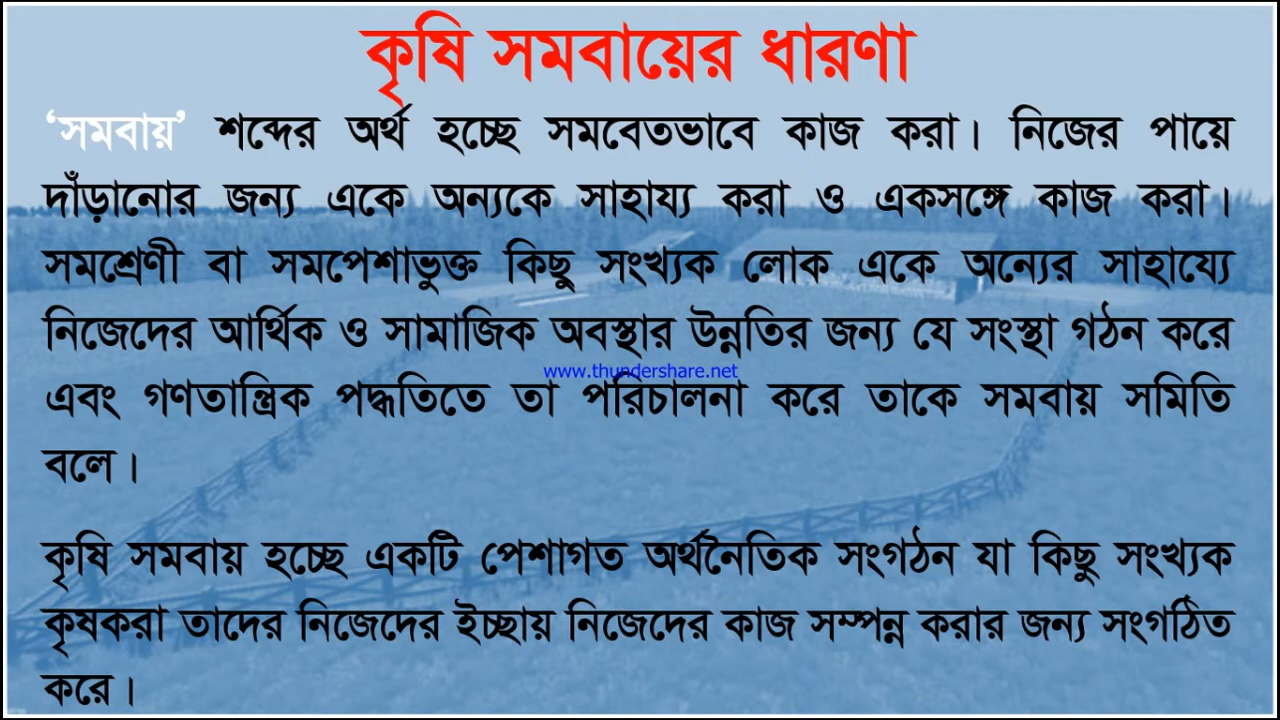 কৃষি সমবায়ের ধারণা
‘সমবায়’ শব্দের অর্থ হচ্ছে সমবেতভাবে কাজ করা। নিজের পায়ে
দাঁড়ানোর জন্য একে অন্যকে সাহায্য করা ও একসঙ্গে কাজ করা।
সমশ্রেণী বা সমপেশাভুক্ত কিছু সংখ্যক লোক একে অন্যের সাহায্যে
নিজেদের আর্থিক ও সামাজিক অবস্থার উন্নতির জন্য যে সংস্থা গঠন করে
www.thundershare.net
এবং গণতান্ত্রিক পদ্ধতিতে তা পরিচালনা করে তাকে সমবায় সমিতি
বলে।
কৃষি সমবায় হচ্ছে একটি পেশাগত অর্থনৈতিক সংগঠন যা কিছু সংখ্যক
কৃষকরা তাদের নিজেদের ইচ্ছায় নিজেদের কাজ সম্পন্ন করার জন্য সংগঠিত
করে।